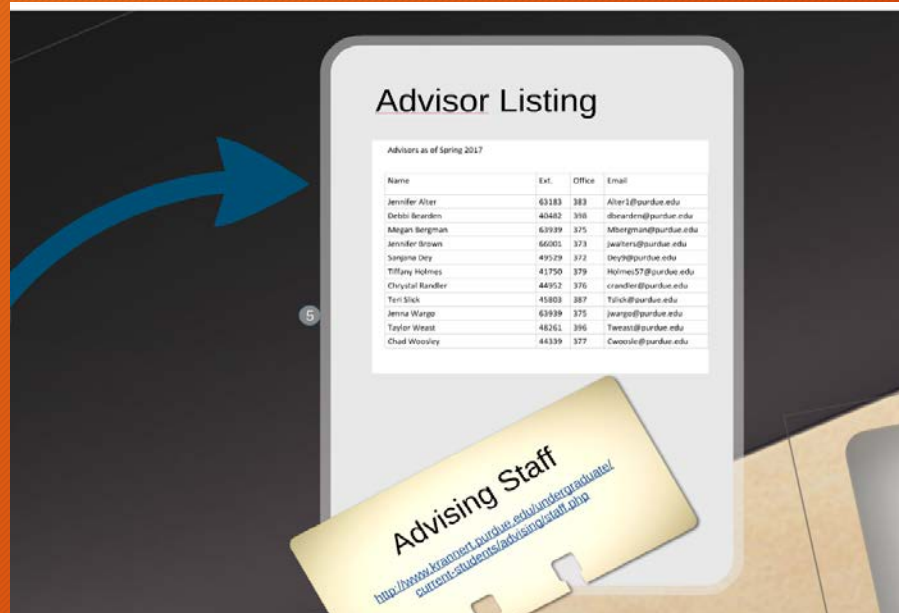 Advisor Listing
Advisors as of Spring 2017
Name Ext. Office Email
Jennifer Alter 63183 383 Alter1@purdue.edu
Debbi Bearden 40482 398 dbearden@purdue.edu
Megan Bergman 63939 375 Mbergman@purdue.edu
Jennifer Brown 66001 373 jwalters@purdue.edu
Sanjana Dey 49529 372 Dey9@purdue.edu
Tiffany Holmes 41750 379 Holmes57@purdue.edu
Chrystal Randler 44952 376 crandler@purdue.edu
Teri Slick 45803 387 Tslick@purdue.edu
Jenna Wargo 63939 375 jwargo@purdue.edu
Taylor Weast 48261 396 Tweast@purdue.edu
Chad Woosley 44339 377 Cwoosle@purdue.edu
5
Advising Staff
http://www.krannert.purdue.edu/undergraduate/
current-students/advising/staff.php